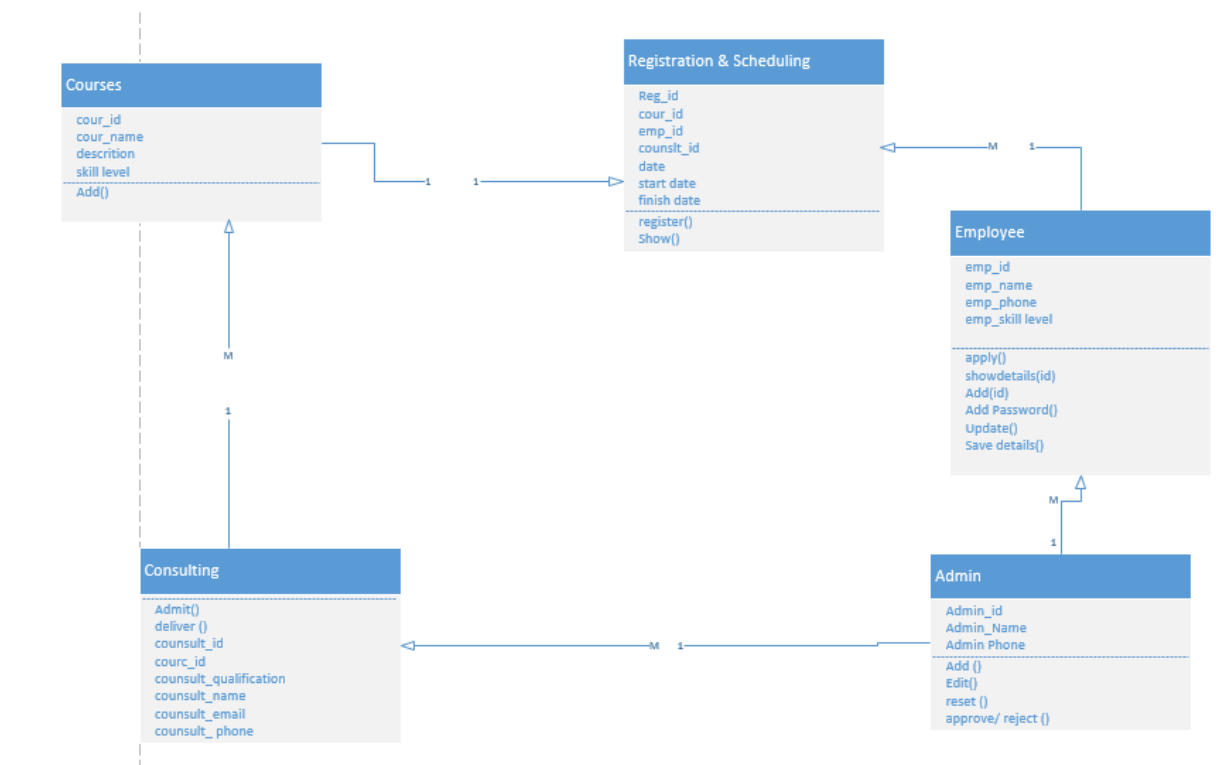 Courses
cour_id
cour_name
descrition
skill level
Add()
Registration & Scheduling
Reg_id
cour_id
emp_id
counslt_id
date
start date
finish date
register()
Show()
1 1
M 1
Employee
emp_id
emp_name
emp_phone
emp_skill level
apply()
showdetails(id)
Add(id)
Add Password()
Update()
Save details()
M
1
M
1
Consulting
Admit()
deliver ()
counsult_id
courc_id
counsult_qualification
counsult_name
counsult_email
counsult_ phone
M 1
Admin
Admin_id
Admin_Name
Admin Phone
Add ()
Edit()
reset ()
approve/ reject ()